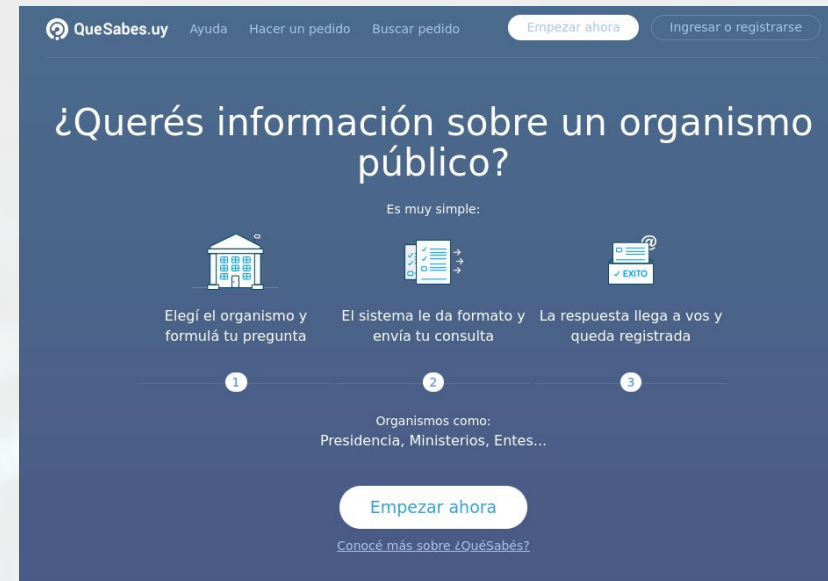 QueSabes.uy Ayuda Hacer un pedido Buscar pedido Empezar ahora Ingresar o registrarse
¿Querés información sobre un organismo
público?
Es muy simple:
@
✓ EXITO
Elegí el organismo y
formulá tu pregunta
El sistema le da formato y
envía tu consulta
La respuesta llega a vos y
queda registrada
1
2
3
Organismos como:
Presidencia, Ministerios, Entes...
Empezar ahora
Conocé más sobre ¿QuéSabés?